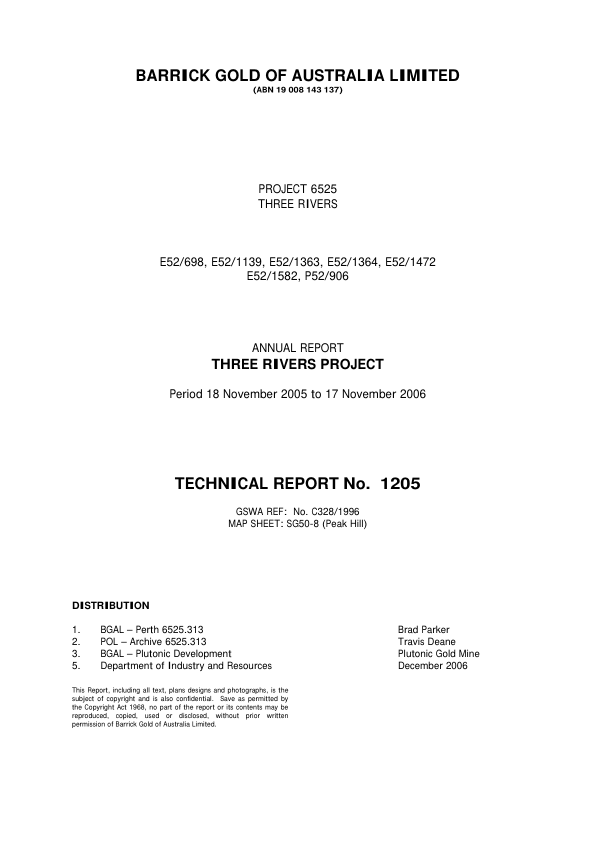 BARRICK GOLD OF AUSTRALIA LIMITED
(ABN 19 008 143 137)
PROJECT 6525
THREE RIVERS
E52/698, E52/1139, E52/1363, E52/1364, E52/1472
E52/1582, P52/906
ANNUAL REPORT
THREE RIVERS PROJECT
Period 18 November 2005 to 17 November 2006
TECHNICAL REPORT No. 1205
GSWA REF: No. C328/1996
MAP SHEET: SG50-8 (Peak Hill)
DISTRIBUTION
1. BGAL – Perth 6525.313 Brad Parker
2. POL – Archive 6525.313 Travis Deane
3. BGAL – Plutonic Development Plutonic Gold Mine
5. Department of Industry and Resources December 2006
This Report, including all text, plans designs and photographs, is the
subject of copyright and is also confidential. Save as permitted by
the Copyright Act 1968, no part of the report or its contents may be
reproduced, copied, used or disclosed, without prior written
permission of Barrick Gold of Australia Limited.